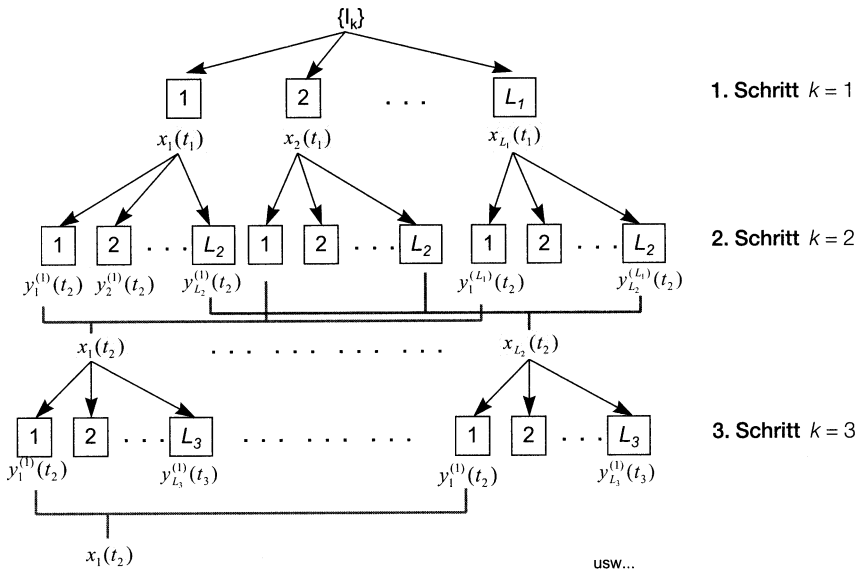 {I_k}
1 2 . . . L_1 1. Schritt k = 1
x_1(t_1) x_2(t_1) x_{L_1}(t_1)
1 2 . . . L_2 1 2 . . . L_2 1 2 . . . L_2 2. Schritt k = 2
y_1^{(1)}(t_2) y_2^{(1)}(t_2) y_{L_2}^{(1)}(t_2) y_1^{(L_1)}(t_2) y_{L_2}^{(L_1)}(t_2)
x_1(t_2) . . . . . . . . . . x_{L_2}(t_2)
1 2 . . . L_3 . . . . . . . . 1 2 . . . L_3 3. Schritt k = 3
y_1^{(1)}(t_2) y_{L_3}^{(1)}(t_3) y_1^{(1)}(t_2) y_{L_3}^{(1)}(t_3)
x_1(t_2)
usw...